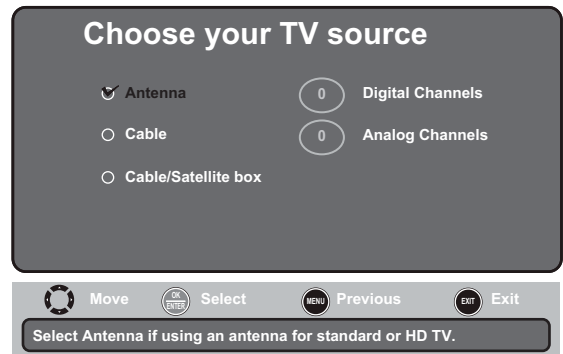 Choose your TV source
Antenna 0 Digital Channels
Cable 0 Analog Channels
Cable/Satellite box
Move OK ENTER Select MENU Previous EXIT Exit
Select Antenna if using an antenna for standard or HD TV.